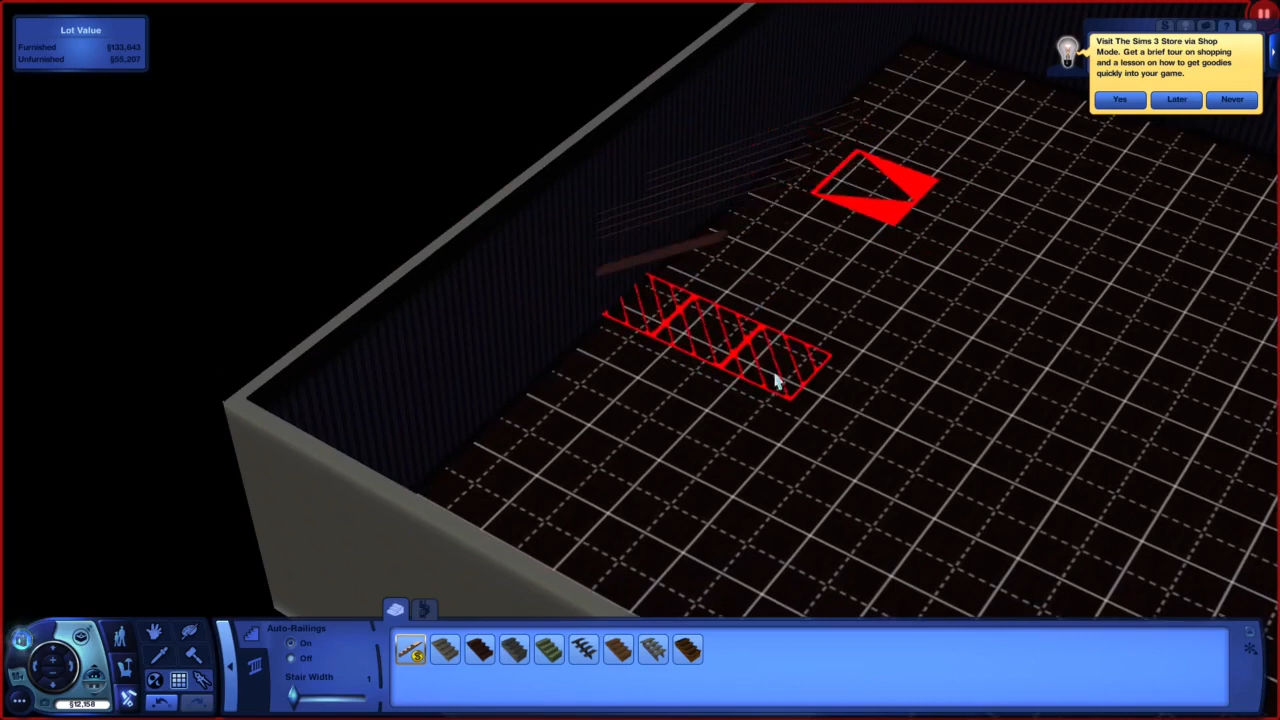 Lot Value
Furnished §133,643
Unfurnished §55,207
Visit The Sims 3 Store via Shop
Mode. Get a brief tour on shopping
and a lesson on how to get goodies
quickly into your game.
Yes Later Never
Auto-Railings
On
Off
Stair Width 1
§12,158